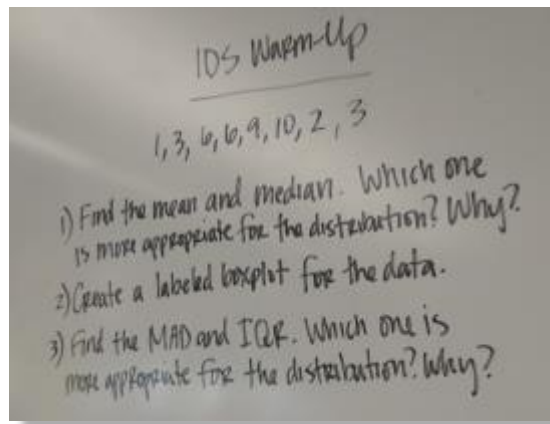 IDS Warm-Up
1, 3, 6, 6, 9, 10, 2, 3
1) Find the mean and median. Which one
is more appropriate for the distribution? Why?
2) Create a labeled boxplot for the data.
3) Find the MAD and IQR. Which one is
more appropriate for the distribution? Why?